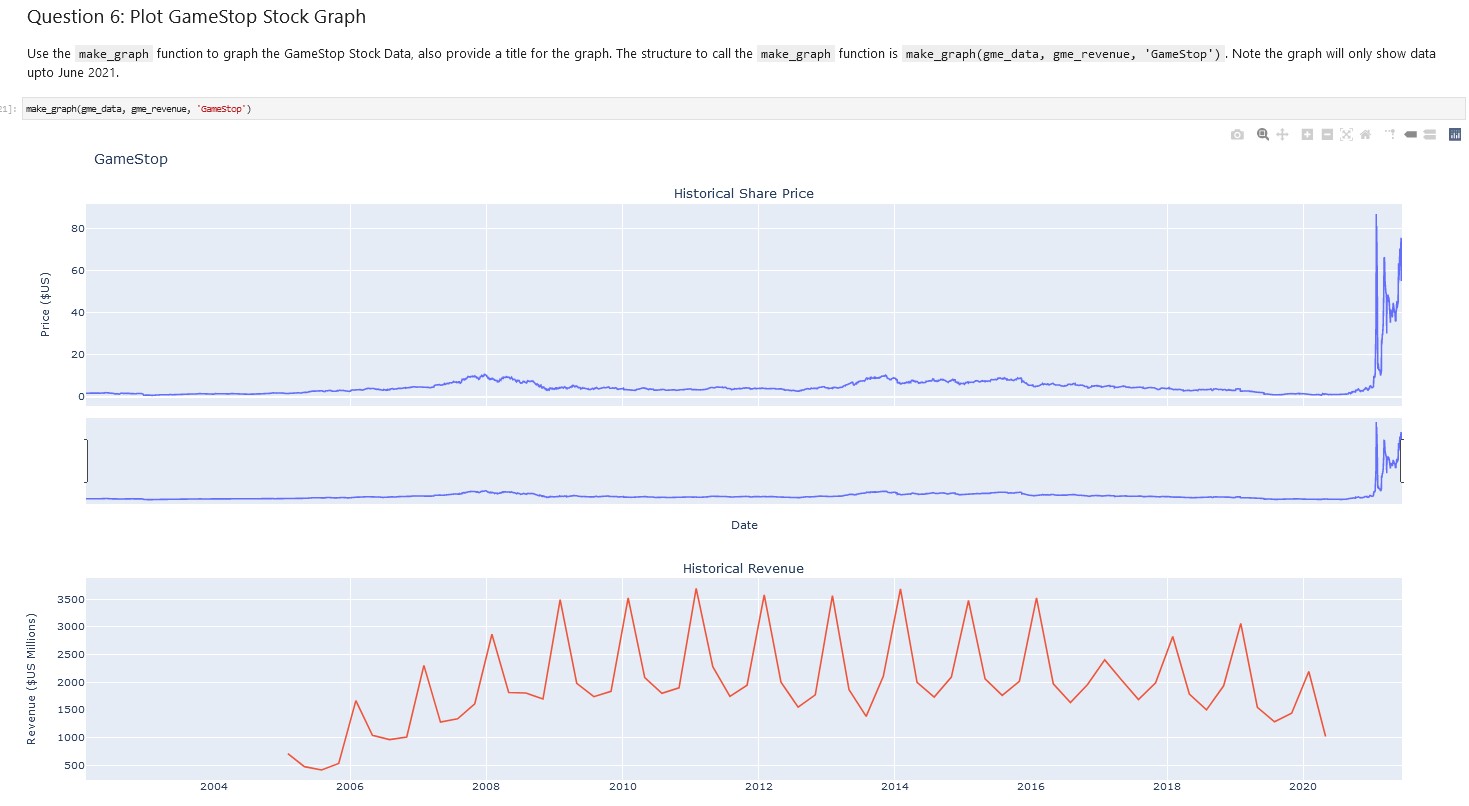 Question 6: Plot GameStop Stock Graph
Use the make_graph function to graph the GameStop Stock Data, also provide a title for the graph. The structure to call the make_graph function is make_graph(gme_data, gme_revenue, 'GameStop'). Note the graph will only show data
upto June 2021.
21]: make_graph(gme_data, gme_revenue, 'GameStop')
GameStop
Historical Share Price
Price ($US)
80
60
40
20
0
Date
Historical Revenue
Revenue ($US Millions)
3500
3000
2500
2000
1500
1000
500
2004 2006 2008 2010 2012 2014 2016 2018 2020